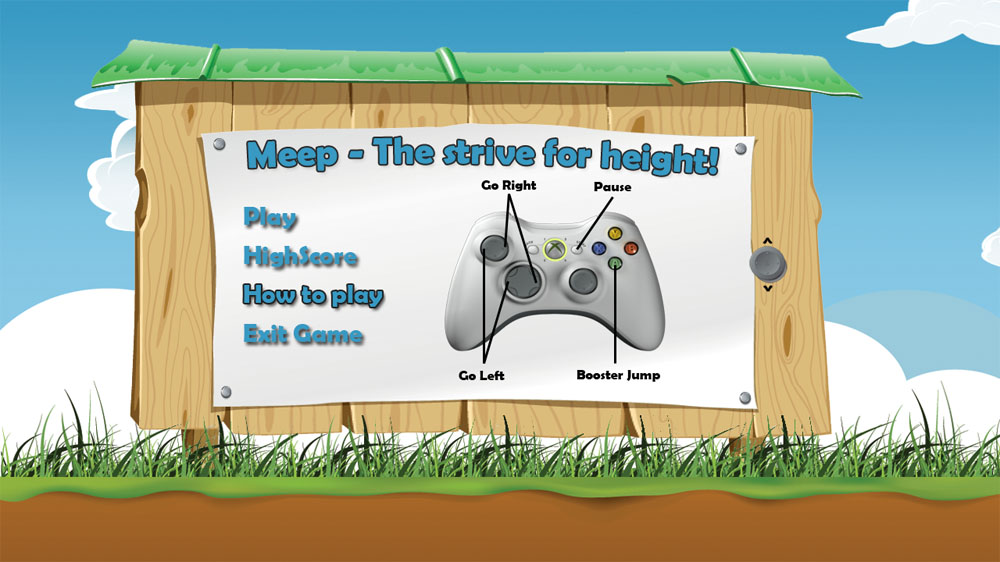 Meep - The strive for height!
Go Right
Pause
Play
HighScore
How to play
Exit Game
Y
X
B
A
Go Left
Booster Jump